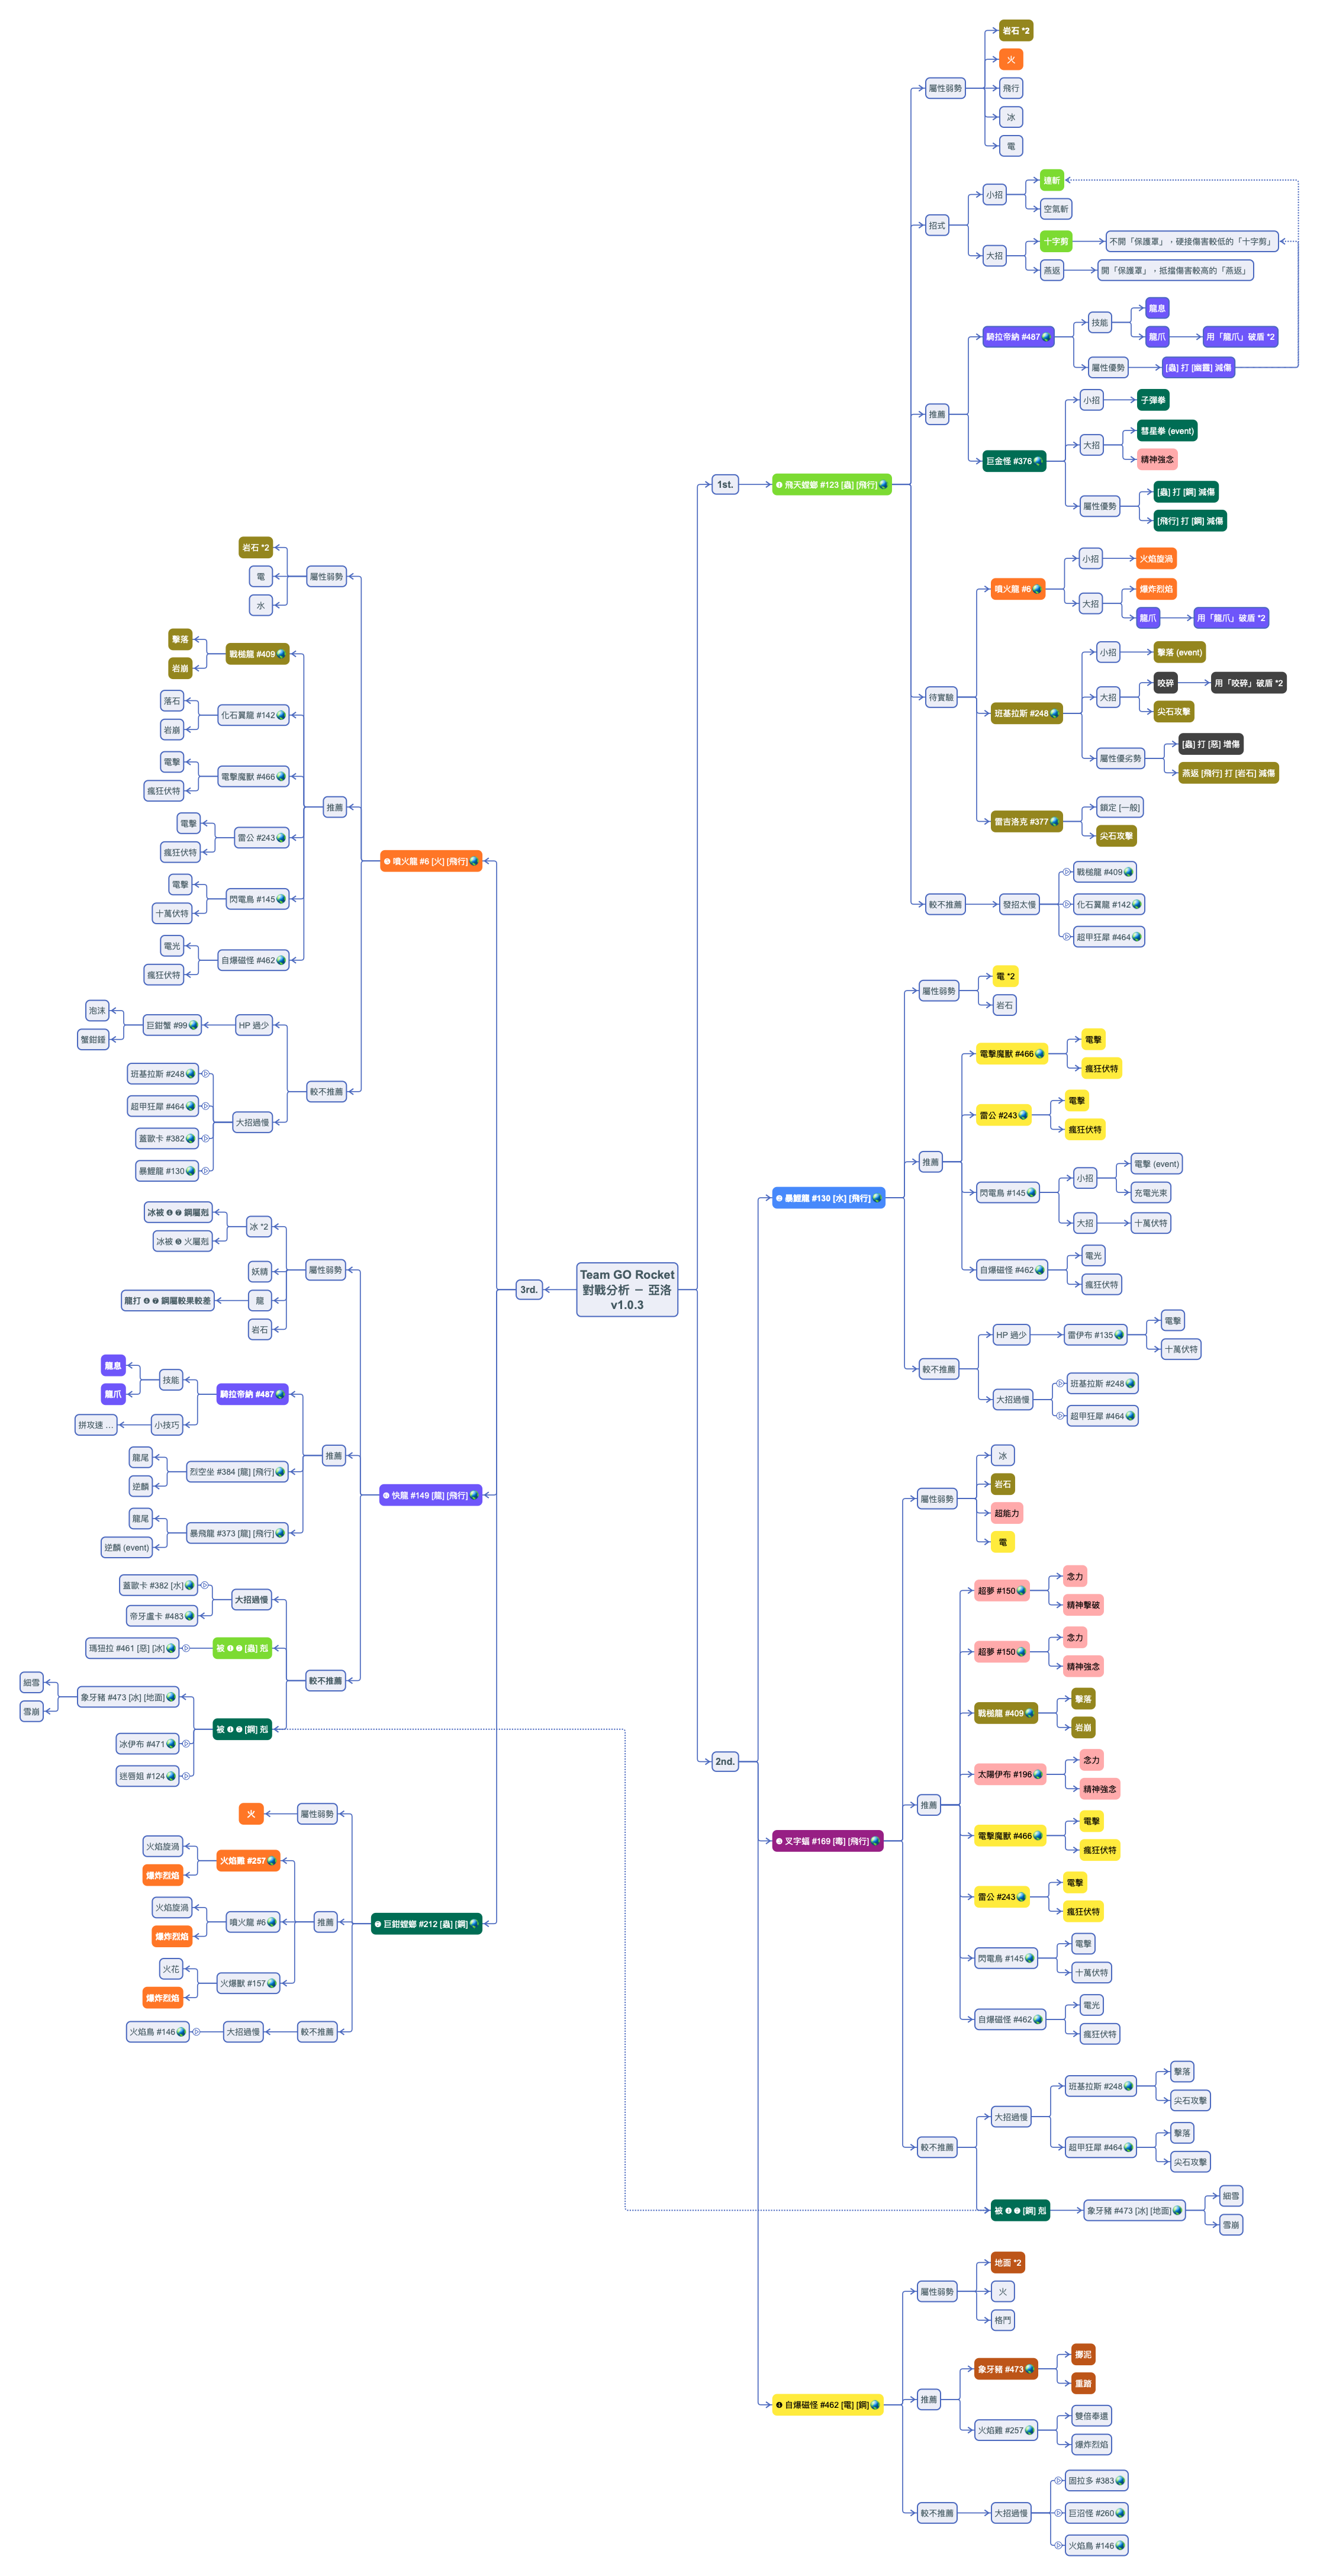 Team GO Rocket
對戰分析 － 亞洛
v1.0.3
1st.
❶ 飛天螳螂 #123 [蟲] [飛行]
屬性弱勢
岩石 *2
火
飛行
冰
電
招式
小招
連斬
空氣斬
大招
十字剪
不開「保護罩」，硬接傷害較低的「十字剪」
燕返
開「保護罩」，抵擋傷害較高的「燕返」
推薦
騎拉帝納 #487
技能
龍息
龍爪
用「龍爪」破盾 *2
屬性優勢
[蟲] 打 [幽靈] 減傷
巨金怪 #376
小招
子彈拳
大招
彗星拳 (event)
精神強念
屬性優勢
[蟲] 打 [鋼] 減傷
[飛行] 打 [鋼] 減傷
待實驗
噴火龍 #6
小招
火焰旋渦
大招
爆炸烈焰
龍爪
用「龍爪」破盾 *2
班基拉斯 #248
小招
擊落 (event)
大招
咬碎
用「咬碎」破盾 *2
尖石攻擊
屬性優劣勢
[蟲] 打 [惡] 增傷
燕返 [飛行] 打 [岩石] 減傷
雷吉洛克 #377
鎖定 [一般]
尖石攻擊
較不推薦
發招太慢
戰槌龍 #409
化石翼龍 #142
超甲狂犀 #464
2nd.
❷ 暴鯉龍 #130 [水] [飛行]
屬性弱勢
電 *2
岩石
推薦
電擊魔獸 #466
電擊
瘋狂伏特
雷公 #243
電擊
瘋狂伏特
閃電鳥 #145
小招
電擊 (event)
充電光束
大招
十萬伏特
自爆磁怪 #462
電光
瘋狂伏特
較不推薦
HP 過少
雷伊布 #135
電擊
十萬伏特
大招過慢
班基拉斯 #248
超甲狂犀 #464
❸ 叉字蝠 #169 [毒] [飛行]
屬性弱勢
冰
岩石
超能力
電
推薦
超夢 #150
念力
精神擊破
超夢 #150
念力
精神強念
戰槌龍 #409
擊落
岩崩
太陽伊布 #196
念力
精神強念
電擊魔獸 #466
電擊
瘋狂伏特
雷公 #243
電擊
瘋狂伏特
閃電鳥 #145
電擊
十萬伏特
自爆磁怪 #462
電光
瘋狂伏特
較不推薦
大招過慢
班基拉斯 #248
擊落
尖石攻擊
超甲狂犀 #464
擊落
尖石攻擊
被 ❹ ❼ [鋼] 剋
象牙豬 #473 [冰] [地面]
細雪
雪崩
❹ 自爆磁怪 #462 [電] [鋼]
屬性弱勢
地面 *2
火
格鬥
推薦
象牙豬 #473
擲泥
重踏
火焰雞 #257
雙倍奉還
爆炸烈焰
較不推薦
大招過慢
固拉多 #383
巨沼怪 #260
火焰鳥 #146
3rd.
❺ 噴火龍 #6 [火] [飛行]
屬性弱勢
岩石 *2
電
水
推薦
戰槌龍 #409
擊落
岩崩
化石翼龍 #142
落石
岩崩
電擊魔獸 #466
電擊
瘋狂伏特
雷公 #243
電擊
瘋狂伏特
閃電鳥 #145
電擊
十萬伏特
自爆磁怪 #462
電光
瘋狂伏特
較不推薦
HP 過少
巨鉗蟹 #99
泡沫
蟹鉗錘
大招過慢
班基拉斯 #248
超甲狂犀 #464
蓋歐卡 #382
暴鯉龍 #130
❻ 快龍 #149 [龍] [飛行]
屬性弱勢
冰 *2
冰被 ❹ ❼ 鋼屬剋
冰被 ❺ 火屬剋
妖精
龍
龍打 ❹ ❼ 鋼屬較果較差
岩石
推薦
騎拉帝納 #487
技能
龍息
龍爪
小技巧
拼攻速 ...
烈空坐 #384 [龍] [飛行]
龍尾
逆鱗
暴飛龍 #373 [龍] [飛行]
龍尾
逆鱗 (event)
較不推薦
大招過慢
蓋歐卡 #382 [水]
帝牙盧卡 #483
被 ❶ ❼ [蟲] 剋
瑪狃拉 #461 [惡] [冰]
被 ❹ ❼ [鋼] 剋
象牙豬 #473 [冰] [地面]
細雪
雪崩
冰伊布 #471
迷唇姐 #124
❼ 巨鉗螳螂 #212 [蟲] [鋼]
屬性弱勢
火
推薦
火焰雞 #257
火焰旋渦
爆炸烈焰
噴火龍 #6
火焰旋渦
爆炸烈焰
火爆獸 #157
火花
爆炸烈焰
較不推薦
大招過慢
火焰鳥 #146